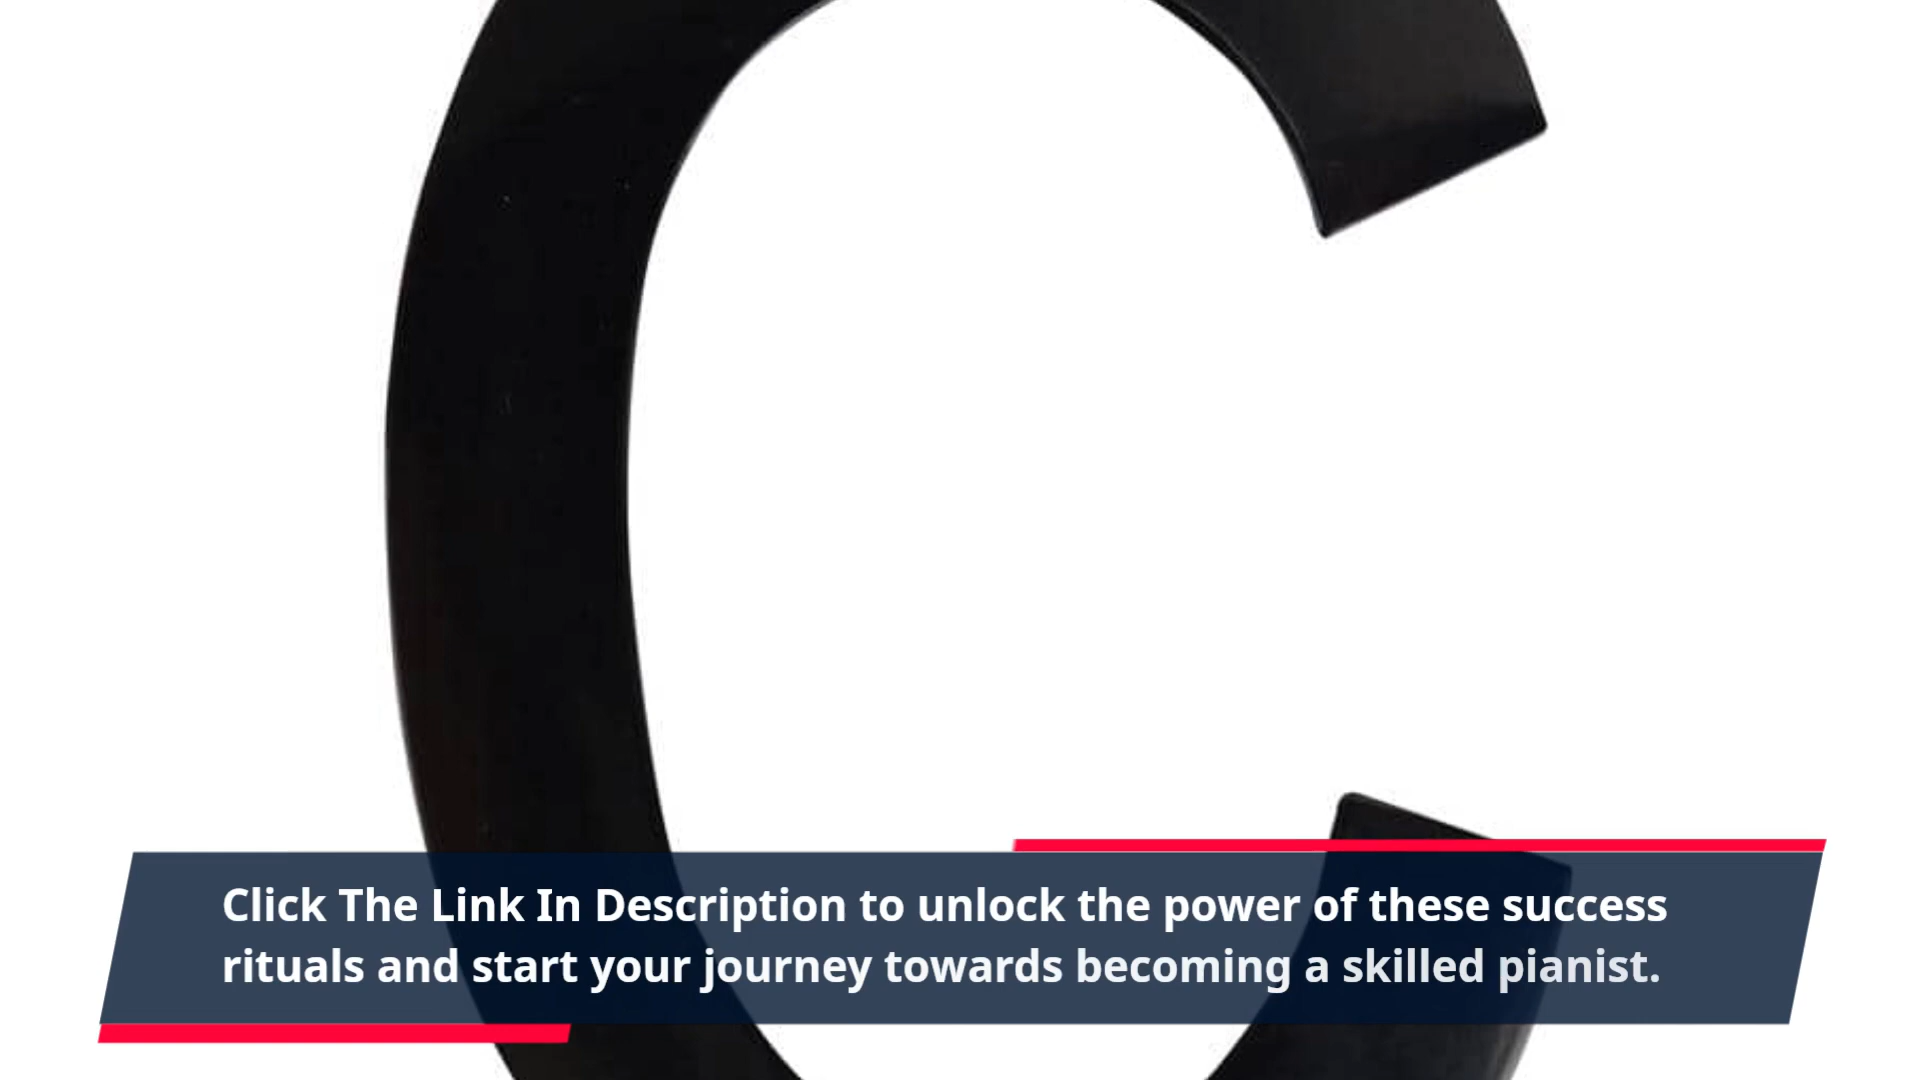 C
Click The Link In Description to unlock the power of these success
rituals and start your journey towards becoming a skilled pianist.